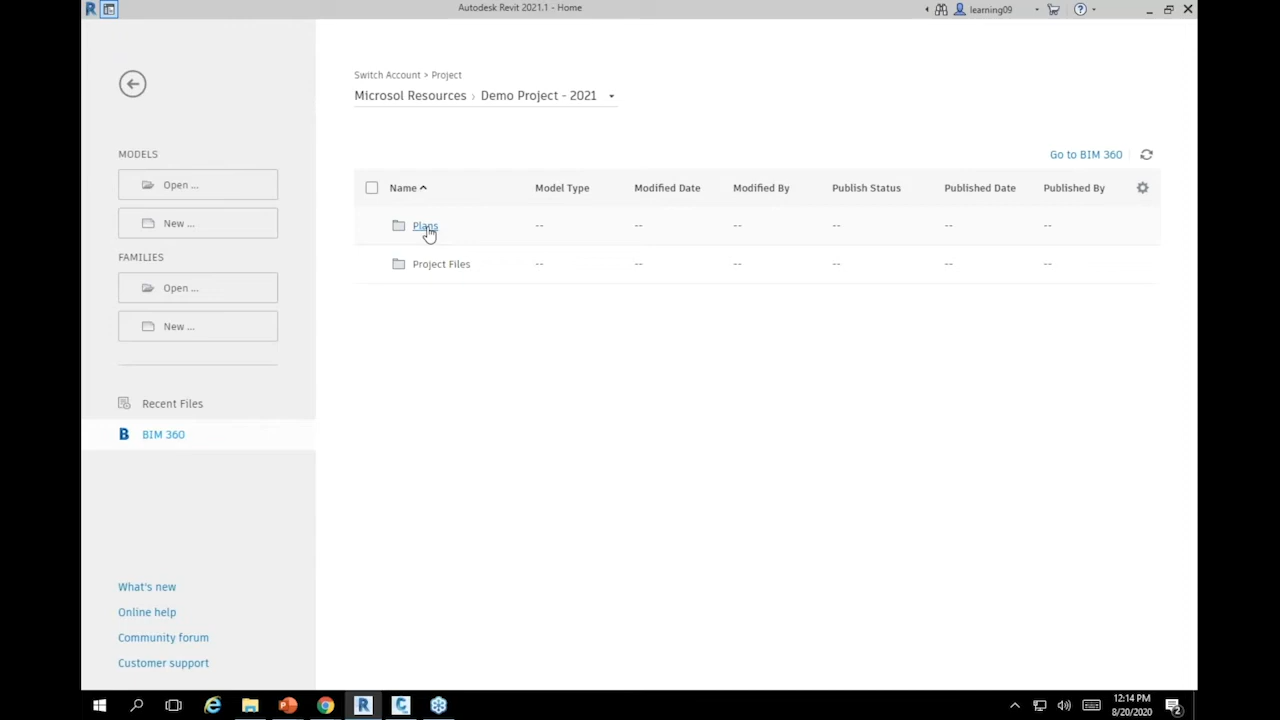 Autodesk Revit 2021.1 - Home
learning09
Switch Account > Project
Microsol Resources › Demo Project - 2021
MODELS
Open ...
New ...
FAMILIES
Open ...
New ...
Recent Files
B BIM 360
What's new
Online help
Community forum
Customer support
Go to BIM 360
Name Model Type Modified Date Modified By Publish Status Published Date Published By
Plans -- -- -- -- -- --
Project Files -- -- -- -- -- --
12:14 PM
8/20/2020
2